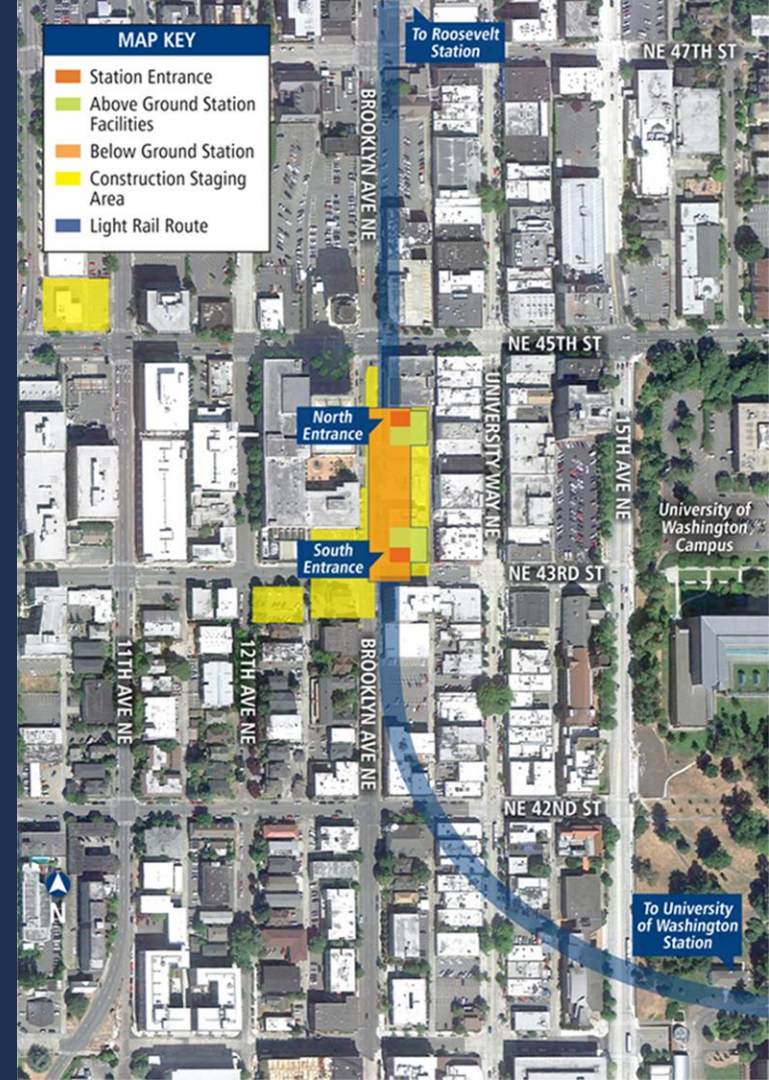 MAP KEY
Station Entrance
Above Ground Station
Facilities
Below Ground Station
Construction Staging
Area
Light Rail Route
To Roosevelt
Station
NE 47TH ST
BROOKLYN AVE NE
NE 45TH ST
North
Entrance
UNIVERSITY WAY NE
15TH AVE NE
University of
Washington
Campus
South
Entrance
NE 43RD ST
11TH AVE NE
12TH AVE NE
BROOKLYN AVE NE
NE 42ND ST
N
To University
of Washington
Station